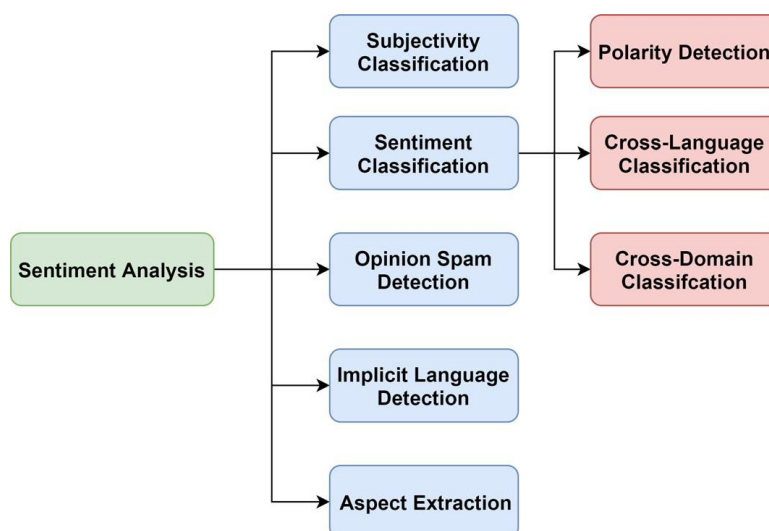 Subjectivity
Classification
Polarity Detection
Sentiment
Classification
Cross-Language
Classification
Sentiment Analysis
Opinion Spam
Detection
Cross-Domain
Classifcation
Implicit Language
Detection
Aspect Extraction